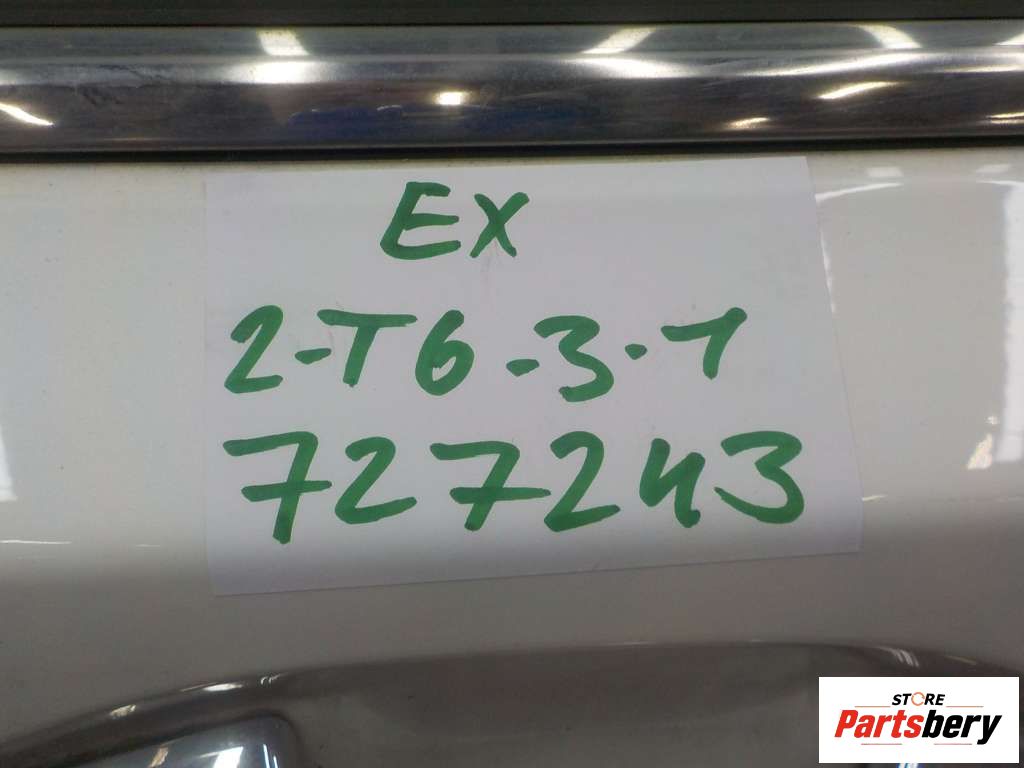 EX
2-T6-3-1
727243
STORE
Partsbery